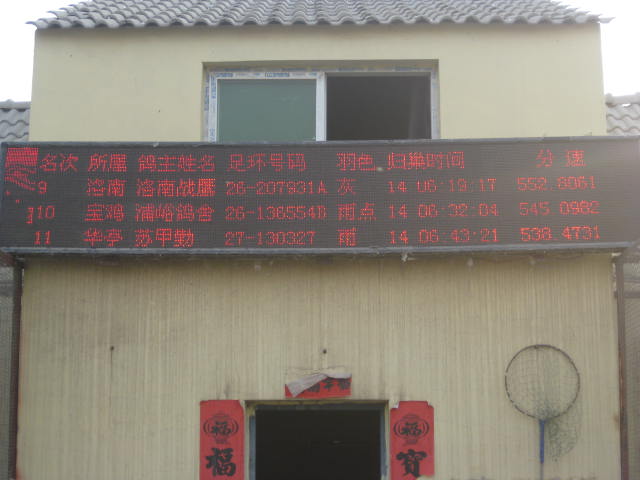 名次 所属 鸽主姓名 足环号码 羽色 归巢时间 分速
9 洛南 洛南战鹰 26-207931A 灰 14 06:19:17 552.6061
10 宝鸡 浦峪鸽舍 26-136554B 雨点 14 06:32:04 545.0982
11 华亭 苏甲勤 27-130327 雨 14 06:43:21 538.4731
福 寶